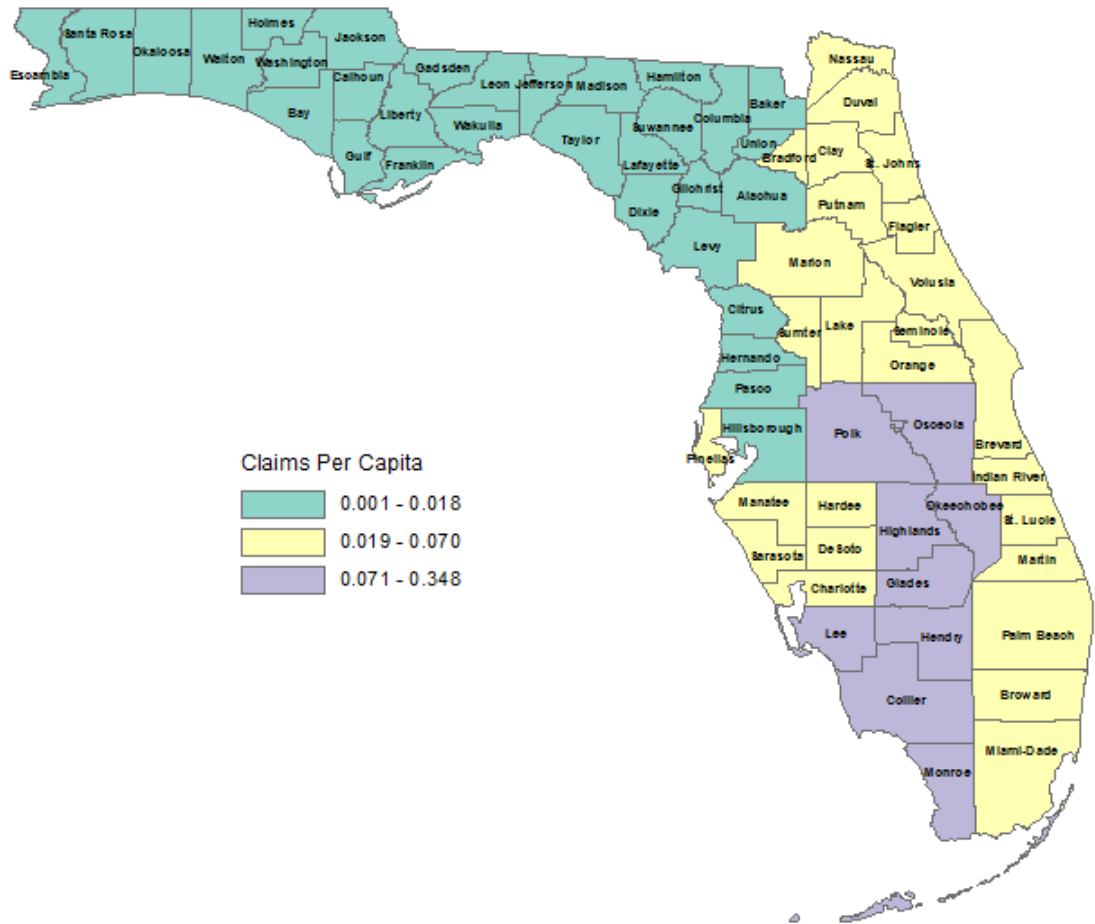 Holmes
Santa Rosa
Okaloosa
Jackson
Walton
Washington
Escambia
Calhoun
Gadsden
Leon
Jefferson
Madison
Hamilton
Nassau
Baker
Duval
Bay
Liberty
Wakulla
Columbia
Suwannee
Taylor
Union
Clay
Bradford
St. Johns
Gulf
Franklin
Lafayette
Gilchrist
Alachua
Putnam
Dixie
Flagler
Levy
Marion
Volusia
Citrus
Sumter
Lake
Seminole
Hernando
Orange
Pasco
Hillsborough
Polk
Osceola
Brevard
Pinellas
Claims Per Capita
0.001 - 0.018
0.019 - 0.070
0.071 - 0.348
Indian River
Manatee
Hardee
Okeechobee
St. Lucie
Highlands
Sarasota
DeSoto
Martin
Charlotte
Glades
Lee
Hendry
Palm Beach
Collier
Broward
Miami-Dade
Monroe